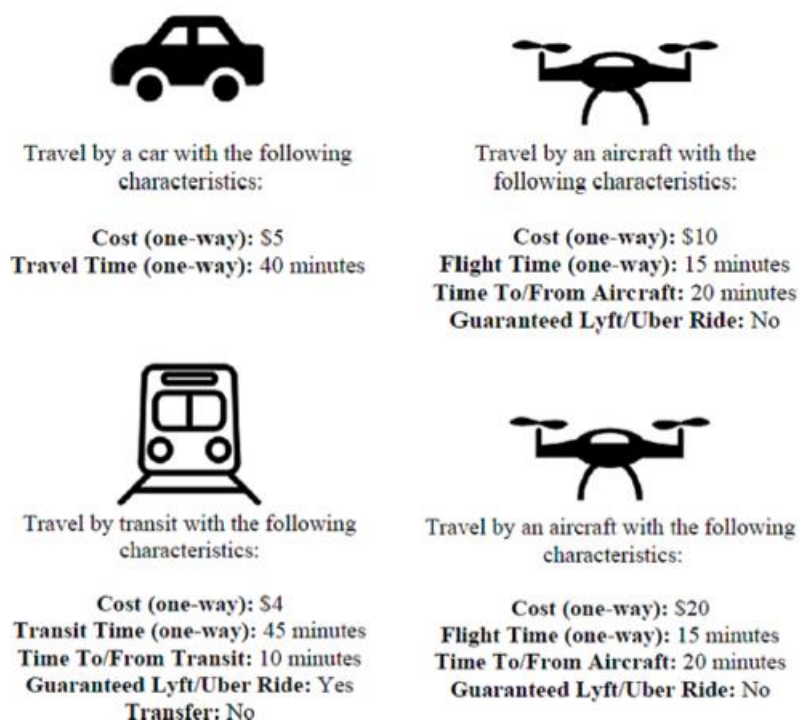 Travel by a car with the following
characteristics:
Cost (one-way): $5
Travel Time (one-way): 40 minutes
Travel by an aircraft with the
following characteristics:
Cost (one-way): $10
Flight Time (one-way): 15 minutes
Time To/From Aircraft: 20 minutes
Guaranteed Lyft/Uber Ride: No
Travel by transit with the following
characteristics:
Cost (one-way): $4
Transit Time (one-way): 45 minutes
Time To/From Transit: 10 minutes
Guaranteed Lyft/Uber Ride: Yes
Transfer: No
Travel by an aircraft with the following
characteristics:
Cost (one-way): $20
Flight Time (one-way): 15 minutes
Time To/From Aircraft: 20 minutes
Guaranteed Lyft/Uber Ride: No